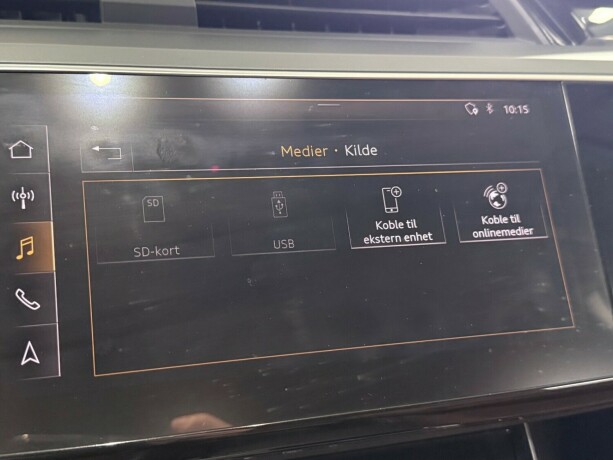 10:15
Medier · Kilde
SD
SD-kort
USB
Koble til
ekstern enhet
Koble til
onlinemedier